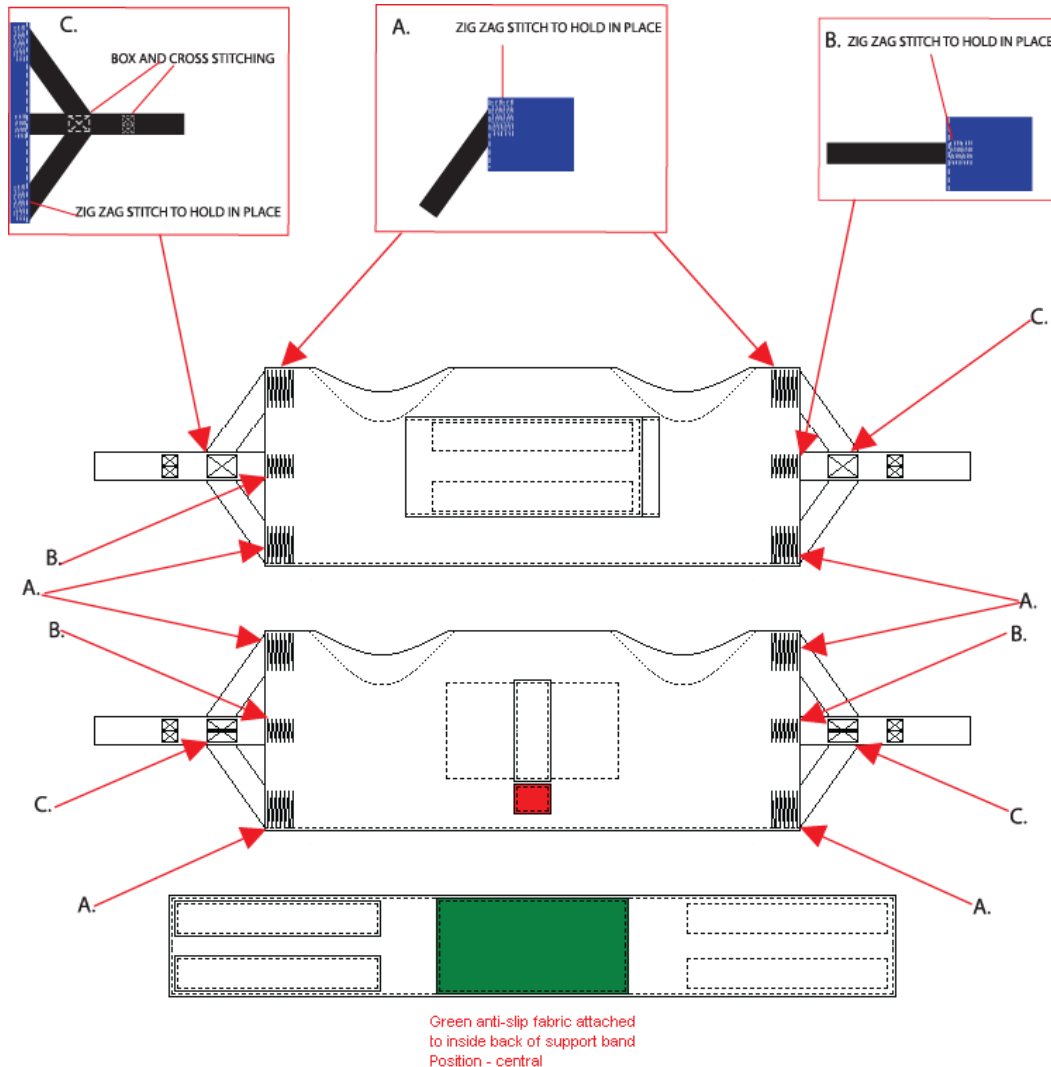 C.
BOX AND CROSS STITCHING
ZIG ZAG STITCH TO HOLD IN PLACE
A.
ZIG ZAG STITCH TO HOLD IN PLACE
B. ZIG ZAG STITCH TO HOLD IN PLACE
C.
B.
A.
A.
B.
B.
C.
C.
A.
A.
Green anti-slip fabric attached
to inside back of support band
Position - central